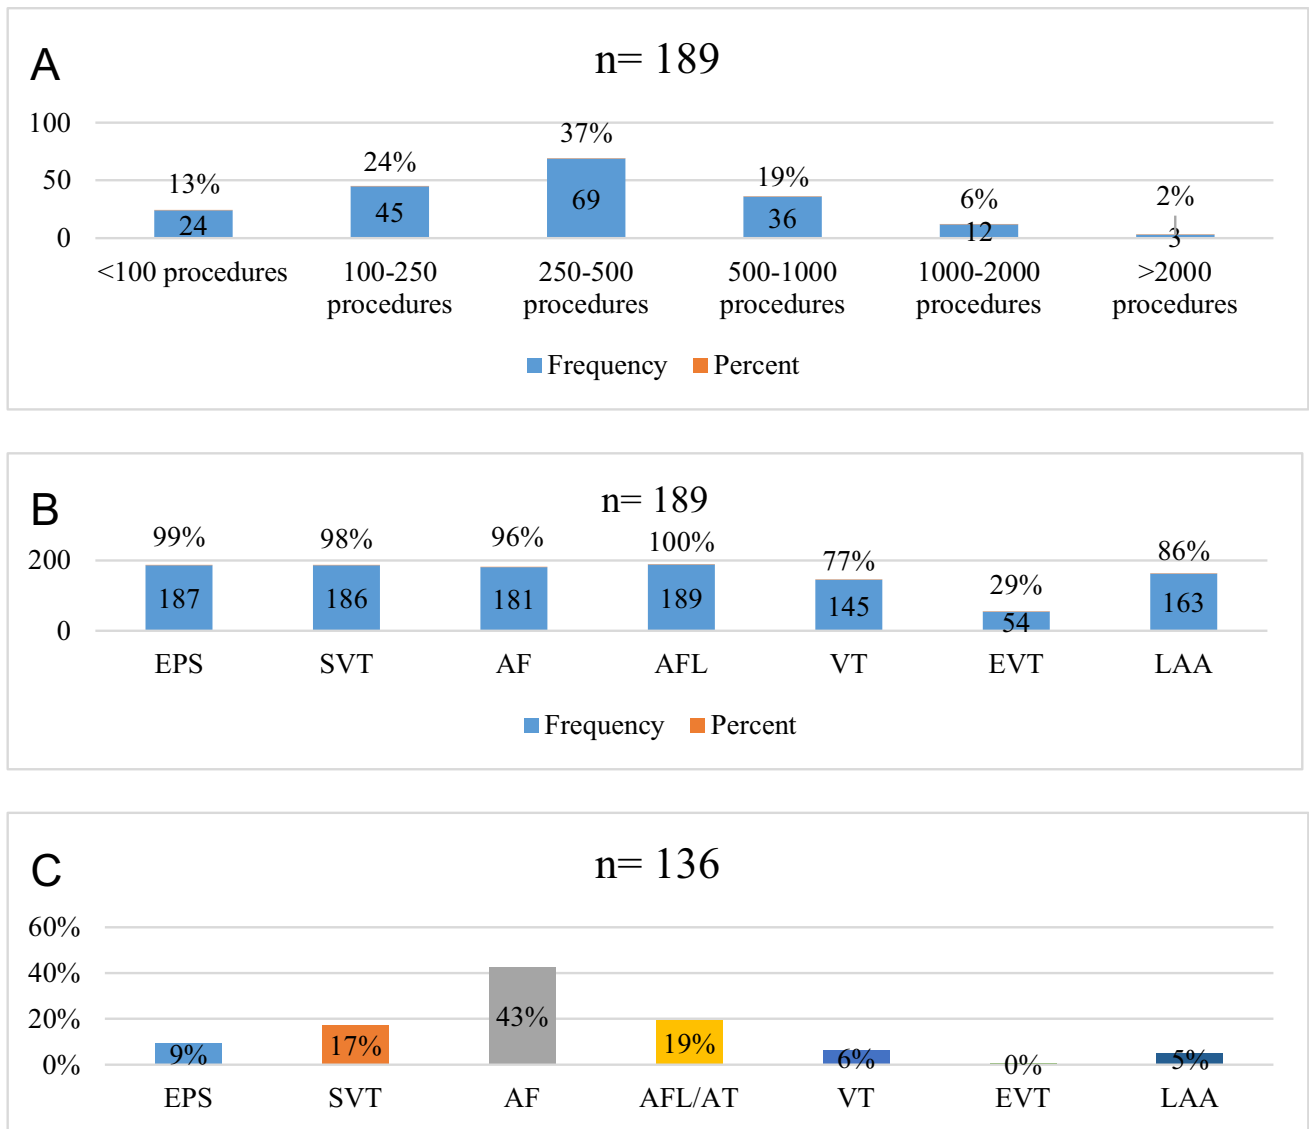 A
n= 189
100
50
0
13%
24%
37%
19%
6%
2%
24
45
69
36
12
3
<100 procedures
100-250
procedures
250-500
procedures
500-1000
procedures
1000-2000
procedures
>2000
procedures
Frequency Percent
B
n= 189
200
0
99%
98%
96%
100%
77%
29%
86%
187
186
181
189
145
54
163
EPS SVT AF AFL VT EVT LAA
Frequency Percent
C
n= 136
60%
40%
20%
0%
9%
17%
43%
19%
6%
0%
5%
EPS SVT AF AFL/AT VT EVT LAA